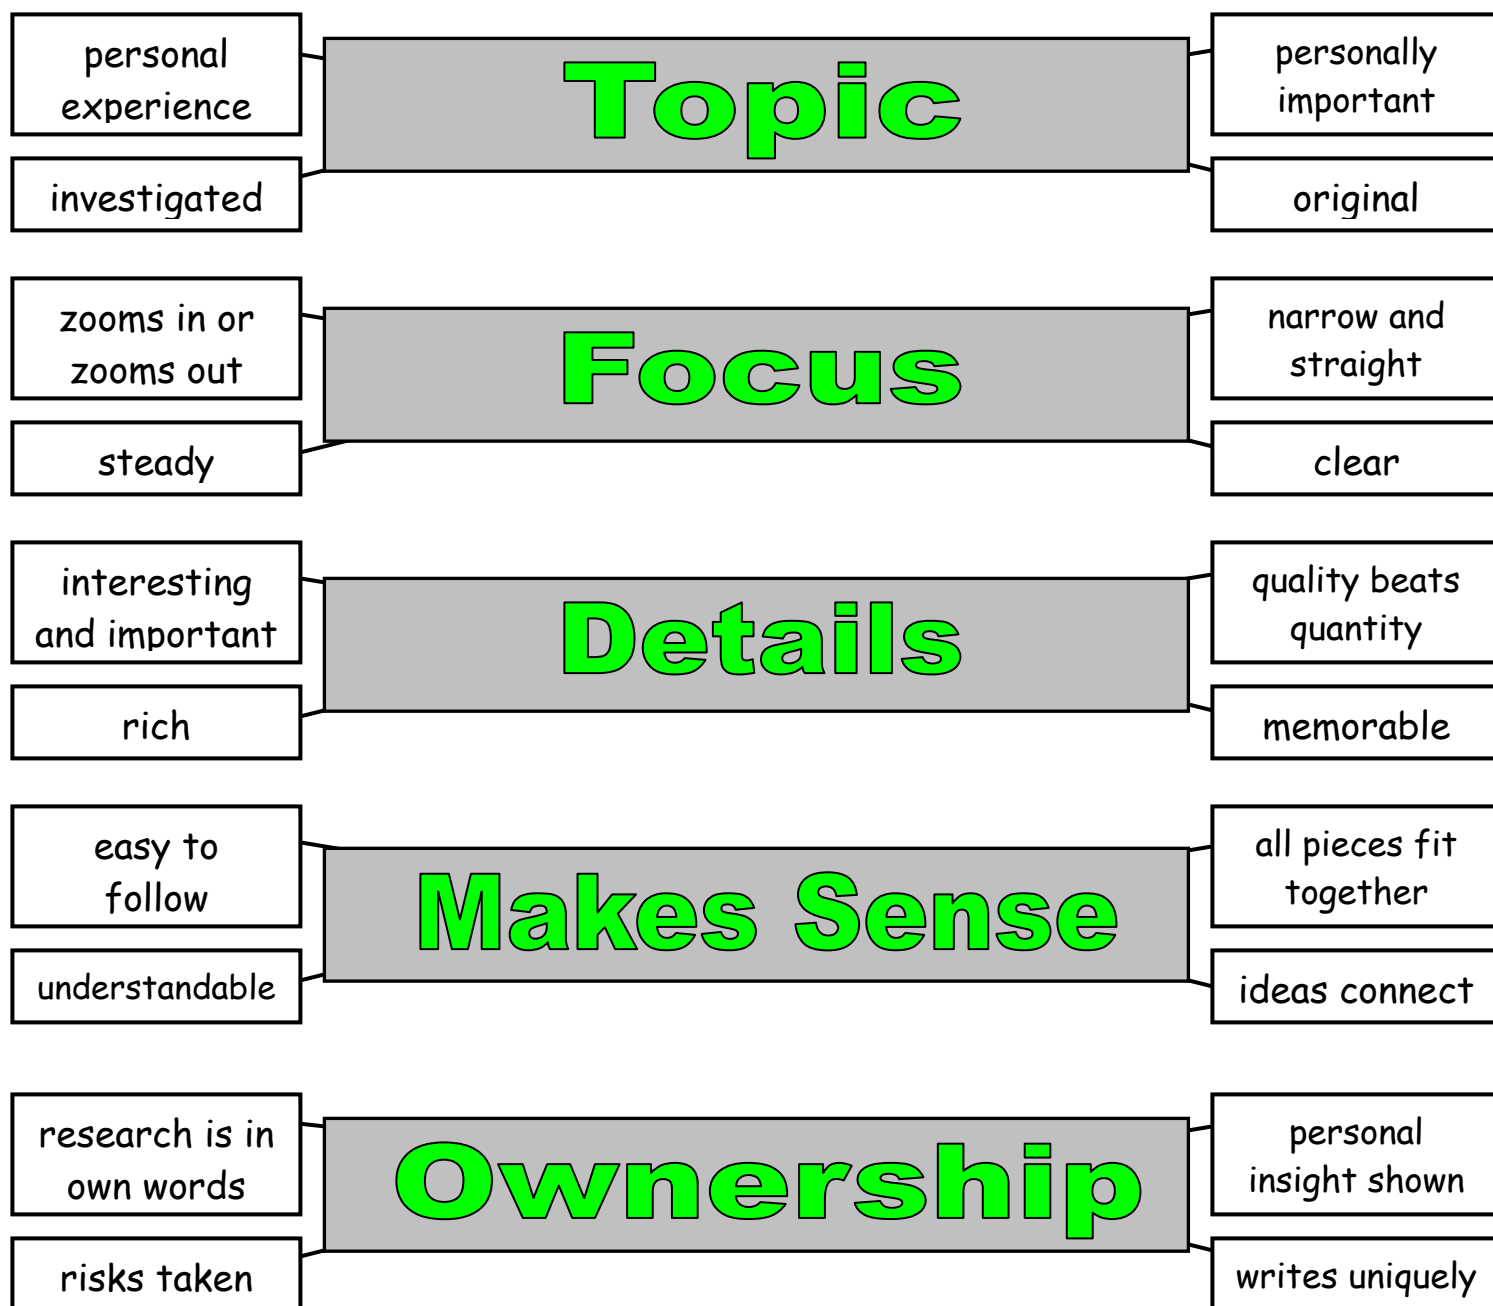 personal
experience
investigated
Topic
personally
important
original
zooms in or
zooms out
steady
Focus
narrow and
straight
clear
interesting
and important
rich
Details
quality beats
quantity
memorable
easy to
follow
understandable
Makes Sense
all pieces fit
together
ideas connect
research is in
own words
risks taken
Ownership
personal
insight shown
writes uniquely